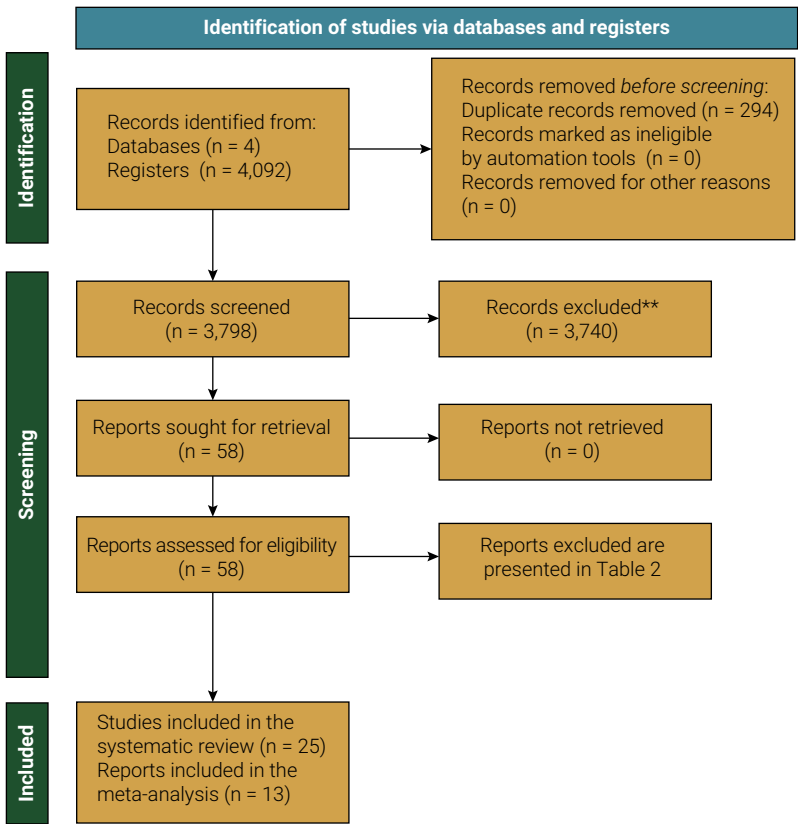 Identification of studies via databases and registers
Identification
Records identified from:
Databases (n = 4)
Registers (n = 4,092)
Records removed before screening:
Duplicate records removed (n = 294)
Records marked as ineligible
by automation tools (n = 0)
Records removed for other reasons
(n = 0)
Screening
Records screened
(n = 3,798)
Records excluded**
(n = 3,740)
Reports sought for retrieval
(n = 58)
Reports not retrieved
(n = 0)
Reports assessed for eligibility
(n = 58)
Reports excluded are
presented in Table 2
Included
Studies included in the
systematic review (n = 25)
Reports included in the
meta-analysis (n = 13)